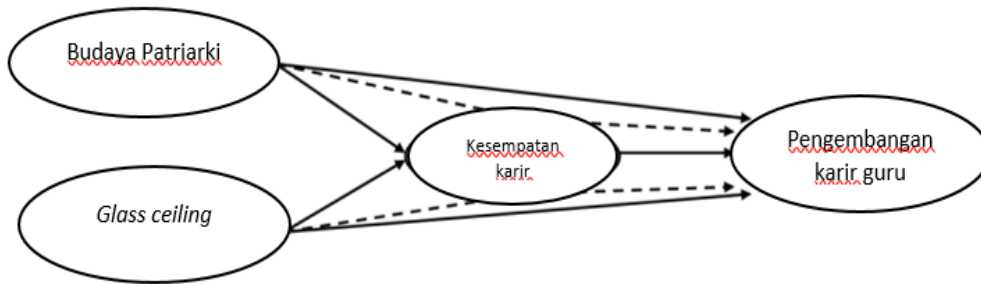 Budaya Patriarki
Kesempatan
karir
Pengembangan
karir guru
Glass ceiling